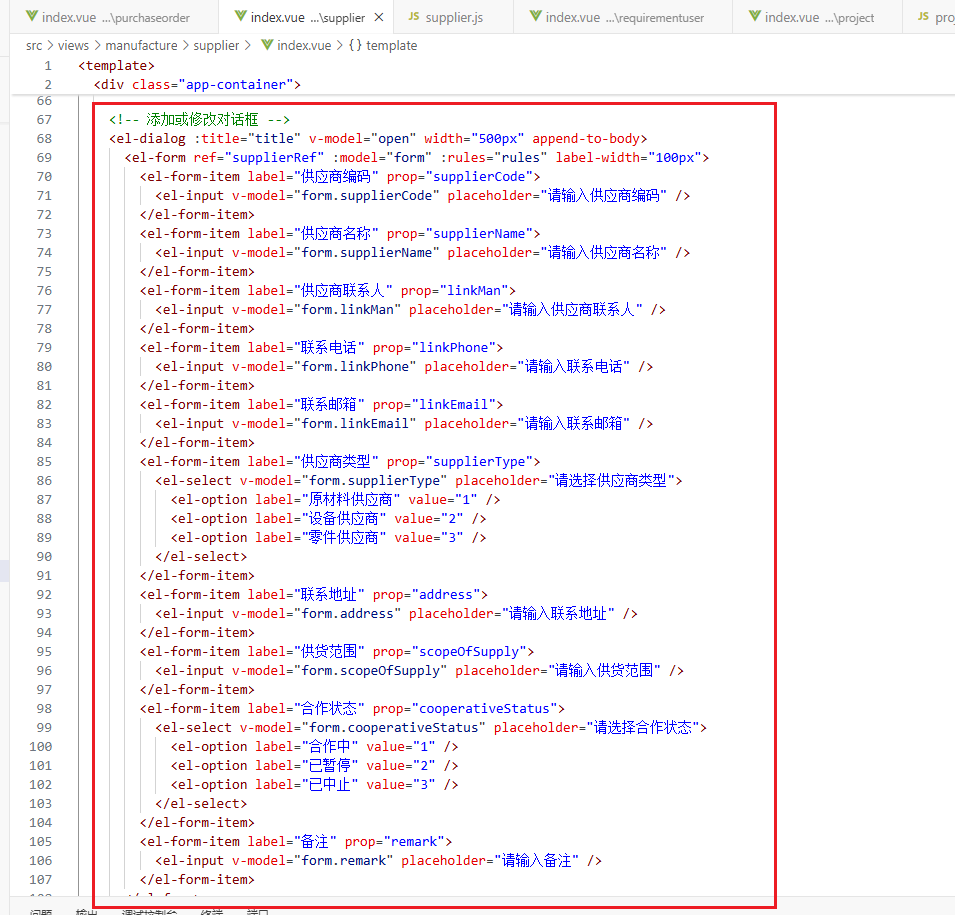 index.vue ...\purchaseorder index.vue ...\supplier × JS supplier.js index.vue ...\requirementuser index.vue ...\project JS
src > views > manufacture > supplier > index.vue > {} template
1 <template>
2 <div class="app-container">
66
67 <!-- 添加或修改对话框 -->
68 <el-dialog :title="title" v-model="open" width="500px" append-to-body>
69 <el-form ref="supplierRef" :model="form" :rules="rules" label-width="100px">
70 <el-form-item label="供应商编码" prop="supplierCode">
71 <el-input v-model="form.supplierCode" placeholder="请输入供应商编码" />
72 </el-form-item>
73 <el-form-item label="供应商名称" prop="supplierName">
74 <el-input v-model="form.supplierName" placeholder="请输入供应商名称" />
75 </el-form-item>
76 <el-form-item label="供应商联系人" prop="linkMan">
77 <el-input v-model="form.linkMan" placeholder="请输入供应商联系人" />
78 </el-form-item>
79 <el-form-item label="联系电话" prop="linkPhone">
80 <el-input v-model="form.linkPhone" placeholder="请输入联系电话" />
81 </el-form-item>
82 <el-form-item label="联系邮箱" prop="linkEmail">
83 <el-input v-model="form.linkEmail" placeholder="请输入联系邮箱" />
84 </el-form-item>
85 <el-form-item label="供应商类型" prop="supplierType">
86 <el-select v-model="form.supplierType" placeholder="请选择供应商类型">
87 <el-option label="原材料供应商" value="1" />
88 <el-option label="设备供应商" value="2" />
89 <el-option label="零件供应商" value="3" />
90 </el-select>
91 </el-form-item>
92 <el-form-item label="联系地址" prop="address">
93 <el-input v-model="form.address" placeholder="请输入联系地址" />
94 </el-form-item>
95 <el-form-item label="供货范围" prop="scopeOfSupply">
96 <el-input v-model="form.scopeOfSupply" placeholder="请输入供货范围" />
97 </el-form-item>
98 <el-form-item label="合作状态" prop="cooperativeStatus">
99 <el-select v-model="form.cooperativeStatus" placeholder="请选择合作状态">
100 <el-option label="合作中" value="1" />
101 <el-option label="已暂停" value="2" />
102 <el-option label="已中止" value="3" />
103 </el-select>
104 </el-form-item>
105 <el-form-item label="备注" prop="remark">
106 <el-input v-model="form.remark" placeholder="请输入备注" />
107 </el-form-item>